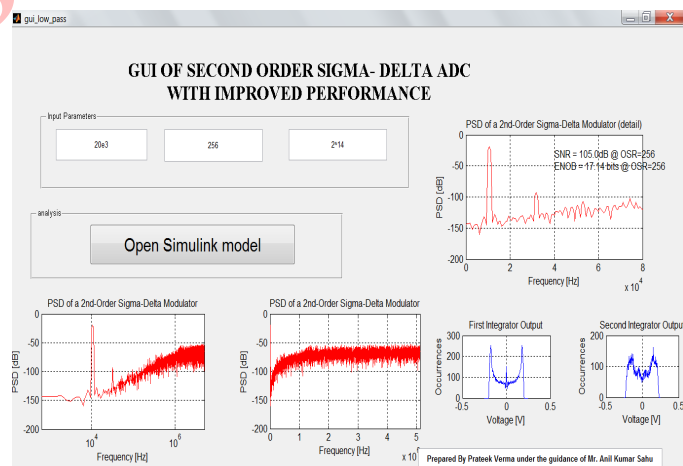 gui_low_pass
GUI OF SECOND ORDER SIGMA- DELTA ADC
WITH IMPROVED PERFORMANCE
Input Parameters
20e3 256 2^14
analysis
Open Simulink model
PSD of a 2nd-Order Sigma-Delta Modulator (detail)
SNR = 105.0dB @ OSR=256
ENOB = 17.14 bits @ OSR=256
PSD [dB]
0
-50
-100
-150
-200
0 2 4 6 8
Frequency [Hz]
x 10^4
PSD of a 2nd-Order Sigma-Delta Modulator
PSD [dB]
0
-50
-100
-150
-200
10^4 10^6
Frequency [Hz]
PSD of a 2nd-Order Sigma-Delta Modulator
PSD [dB]
0
-50
-100
-150
-200
0 1 2 3 4 5
Frequency [Hz]
x 10
First Integrator Output
Occurrences
300
200
100
0
-0.5 0 0.5
Voltage [V]
Second Integrator Output
Occurrences
200
100
0
-0.5 0 0.5
Voltage [V]
Prepared By Prateek Verma under the guidance of Mr. Anil Kumar Sahu